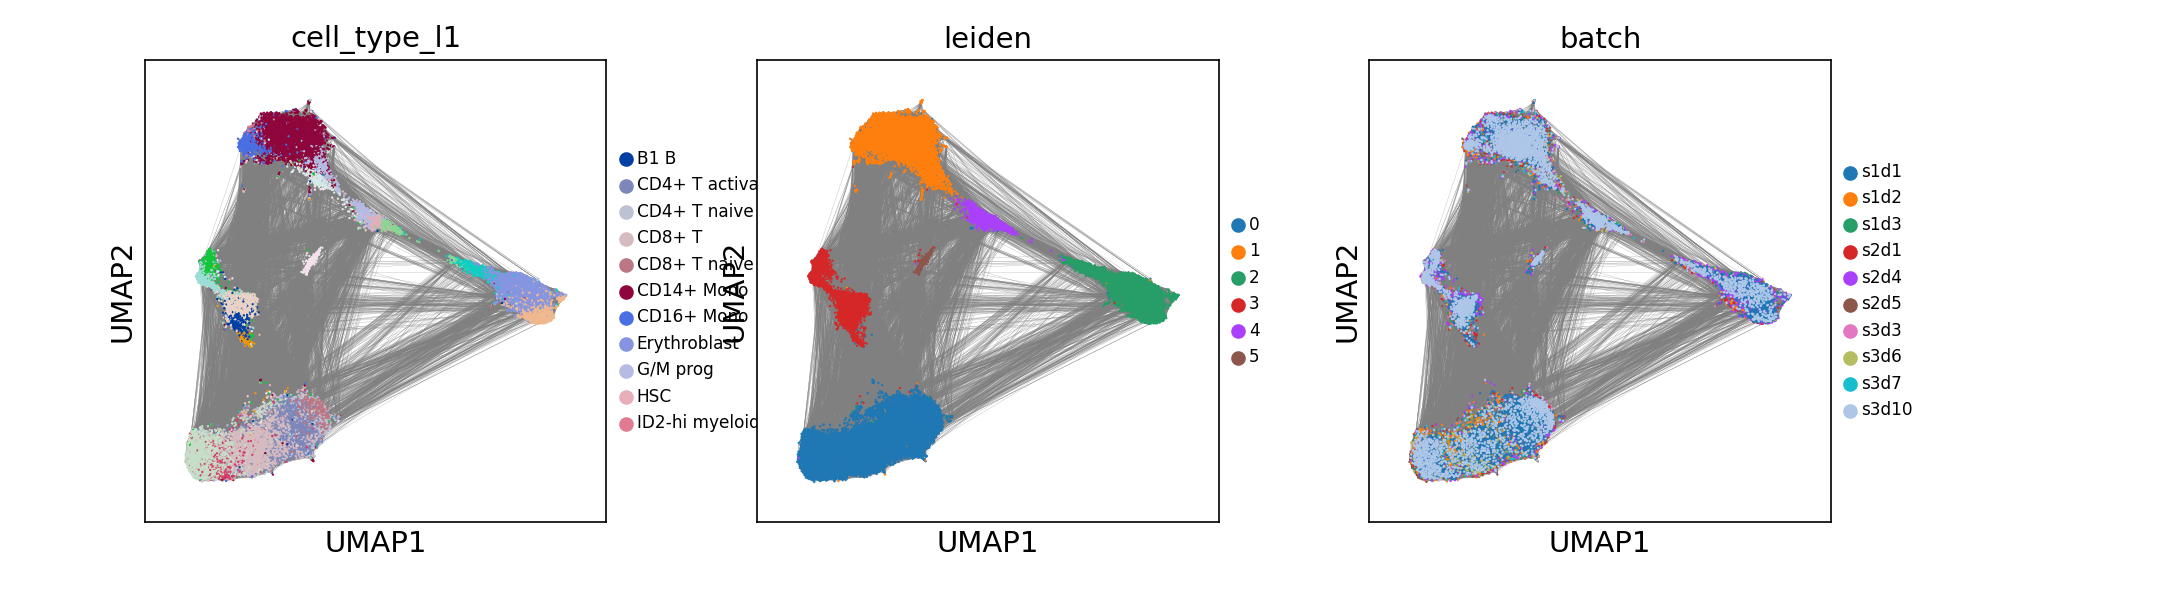 cell_type_l1
UMAP2
UMAP1
B1 B
CD4+ T activa
CD4+ T naive
CD8+ T
CD8+ T naive
CD14+ Mono
CD16+ Mono
Erythroblast
G/M prog
HSC
ID2-hi myeloid
leiden
UMAP2
UMAP1
0
1
2
3
4
5
batch
UMAP2
UMAP1
s1d1
s1d2
s1d3
s2d1
s2d4
s2d5
s3d3
s3d6
s3d7
s3d10